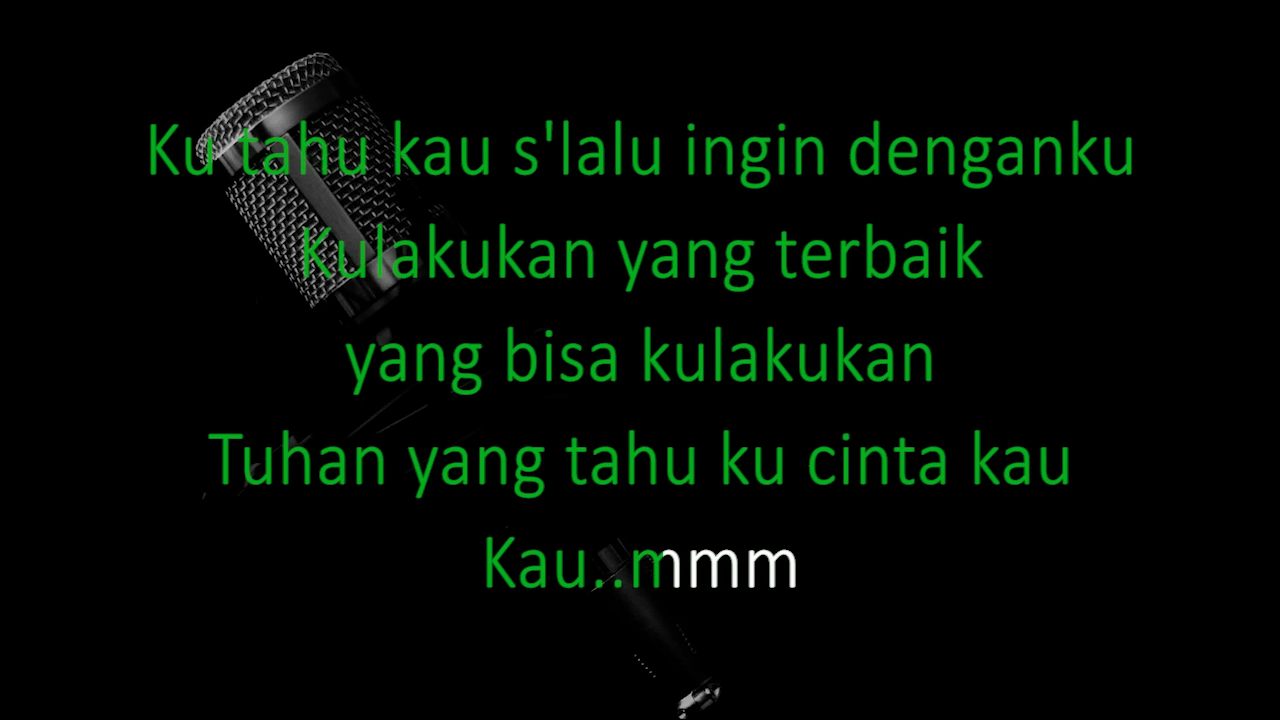 Ku tahu kau s'lalu ingin denganku
Kulakukan yang terbaik
yang bisa kulakukan
Tuhan yang tahu ku cinta kau
Kau..mmm